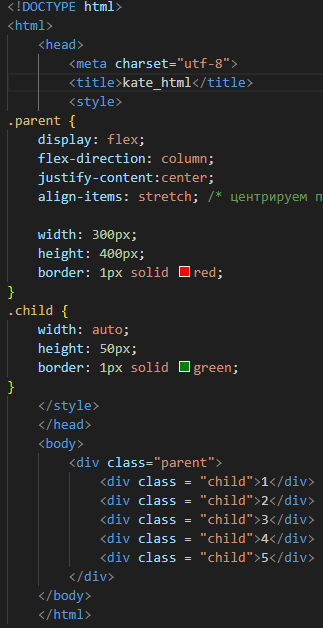 <!DOCTYPE html>
<html>
<head>
<meta charset="utf-8">
<title>kate_html</title>
<style>
.parent {
display: flex;
flex-direction: column;
justify-content:center;
align-items: stretch; /* центрируем
width: 300px;
height: 400px;
border: 1px solid red;
}
.child {
width: auto;
height: 50px;
border: 1px solid green;
}
</style>
</head>
<body>
<div class="parent">
<div class = "child">1</div>
<div class = "child">2</div>
<div class = "child">3</div>
<div class = "child">4</div>
<div class = "child">5</div>
</div>
</body>
</html>